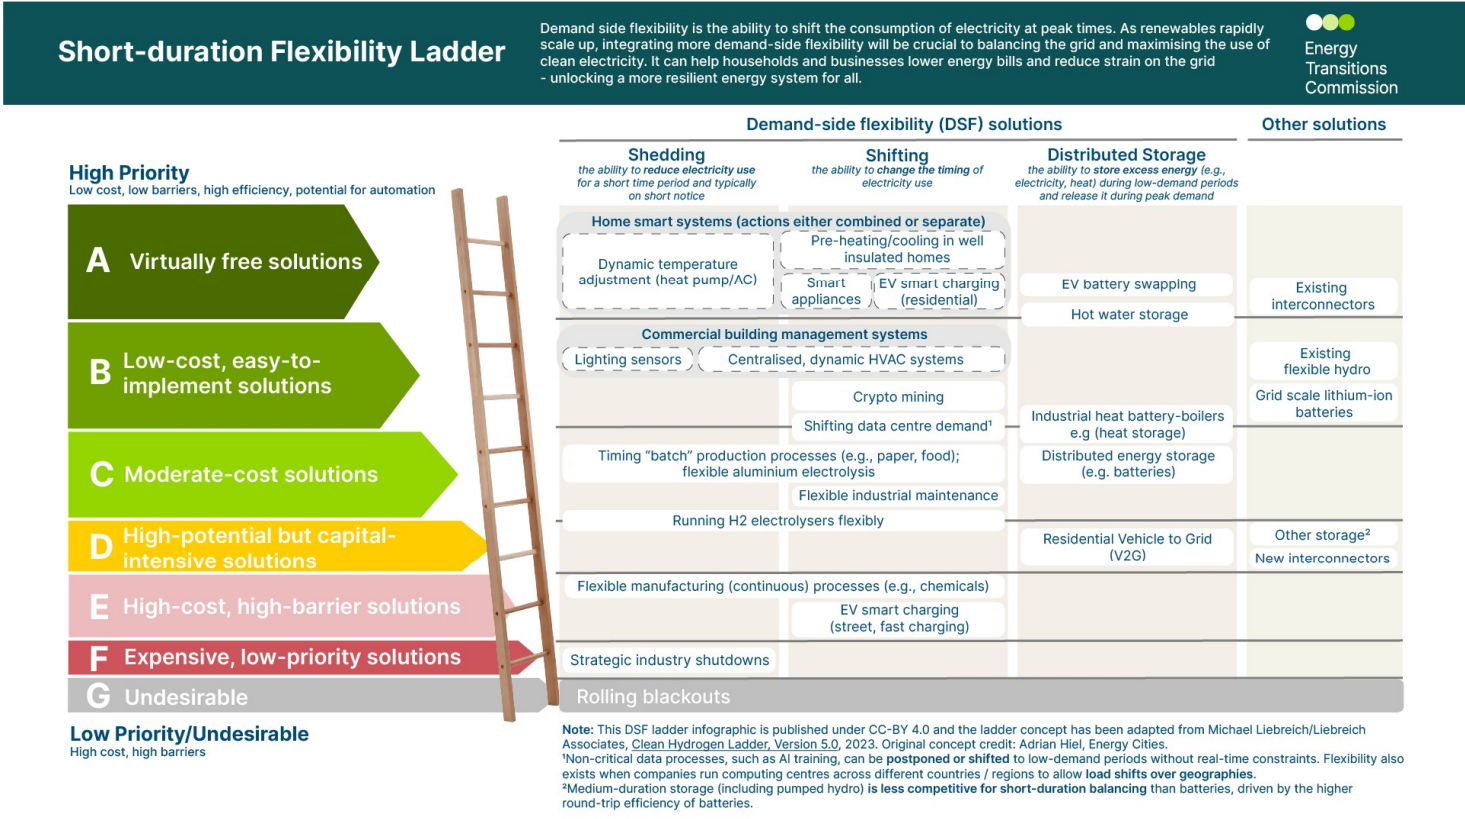 Short-duration Flexibility Ladder
Demand side flexibility is the ability to shift the consumption of electricity at peak times. As renewables rapidly
scale up, integrating more demand-side flexibility will be crucial to balancing the grid and maximising the use of
clean electricity. It can help households and businesses lower energy bills and reduce strain on the grid
- unlocking a more resilient energy system for all.
Energy
Transitions
Commission
Demand-side flexibility (DSF) solutions
Other solutions
High Priority
Low cost, low barriers, high efficiency, potential for automation
Shedding
the ability to reduce electricity use
for a short time period and typically
on short notice
Shifting
the ability to change the timing of
electricity use
Distributed Storage
the ability to store excess energy (e.g.,
electricity, heat) during low-demand periods
and release it during peak demand
A Virtually free solutions
Home smart systems (actions either combined or separate)
Dynamic temperature
adjustment (heat pump/AC)
Pre-heating/cooling in well
insulated homes
Smart
appliances
EV smart charging
(residential)
EV battery swapping
Hot water storage
Existing
interconnectors
B Low-cost, easy-to-
implement solutions
Commercial building management systems
Lighting sensors
Centralised, dynamic HVAC systems
Crypto mining
Shifting data centre demand¹
Industrial heat battery-boilers
e.g (heat storage)
Existing
flexible hydro
Grid scale lithium-ion
batteries
C Moderate-cost solutions
Timing “batch” production processes (e.g., paper, food);
flexible aluminium electrolysis
Flexible industrial maintenance
Running H2 electrolysers flexibly
Distributed energy storage
(e.g. batteries)
D High-potential but capital-
intensive solutions
Residential Vehicle to Grid
(V2G)
Other storage²
New interconnectors
E High-cost, high-barrier solutions
Flexible manufacturing (continuous) processes (e.g., chemicals)
EV smart charging
(street, fast charging)
F Expensive, low-priority solutions
Strategic industry shutdowns
G Undesirable
Rolling blackouts
Low Priority/Undesirable
High cost, high barriers
Note: This DSF ladder infographic is published under CC-BY 4.0 and the ladder concept has been adapted from Michael Liebreich/Liebreich
Associates, Clean Hydrogen Ladder, Version 5.0, 2023. Original concept credit: Adrian Hiel, Energy Cities.
¹Non-critical data processes, such as AI training, can be postponed or shifted to low-demand periods without real-time constraints. Flexibility also
exists when companies run computing centres across different countries / regions to allow load shifts over geographies.
²Medium-duration storage (including pumped hydro) is less competitive for short-duration balancing than batteries, driven by the higher
round-trip efficiency of batteries.